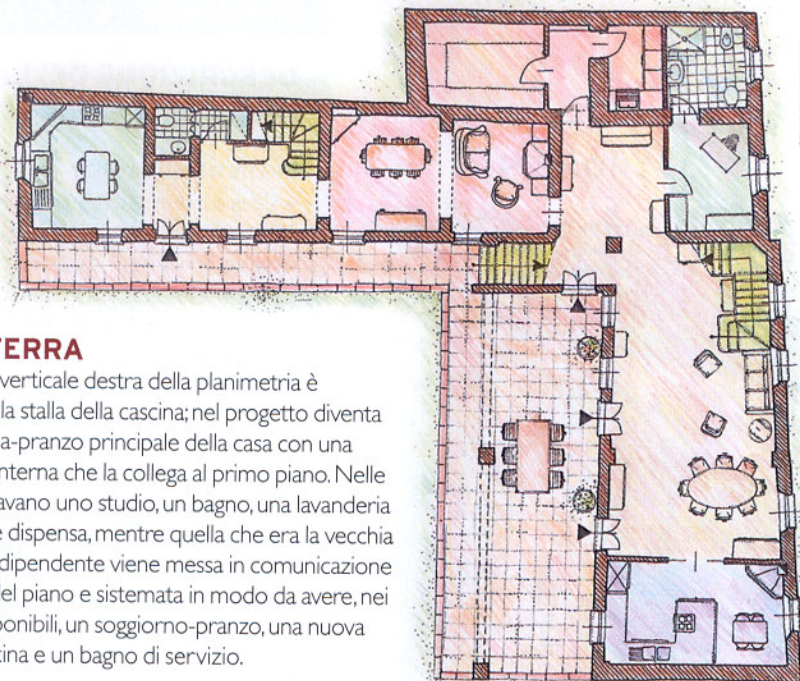 TERRA
verticale destra della planimetria è
la stalla della cascina; nel progetto diventa
a-pranzo principale della casa con una
nterna che la collega al primo piano. Nelle
avano uno studio, un bagno, una lavanderia
e dispensa, mentre quella che era la vecchia
dipendente viene messa in comunicazione
el piano e sistemata in modo da avere, nei
ponibili, un soggiorno-pranzo, una nuova
cina e un bagno di servizio.